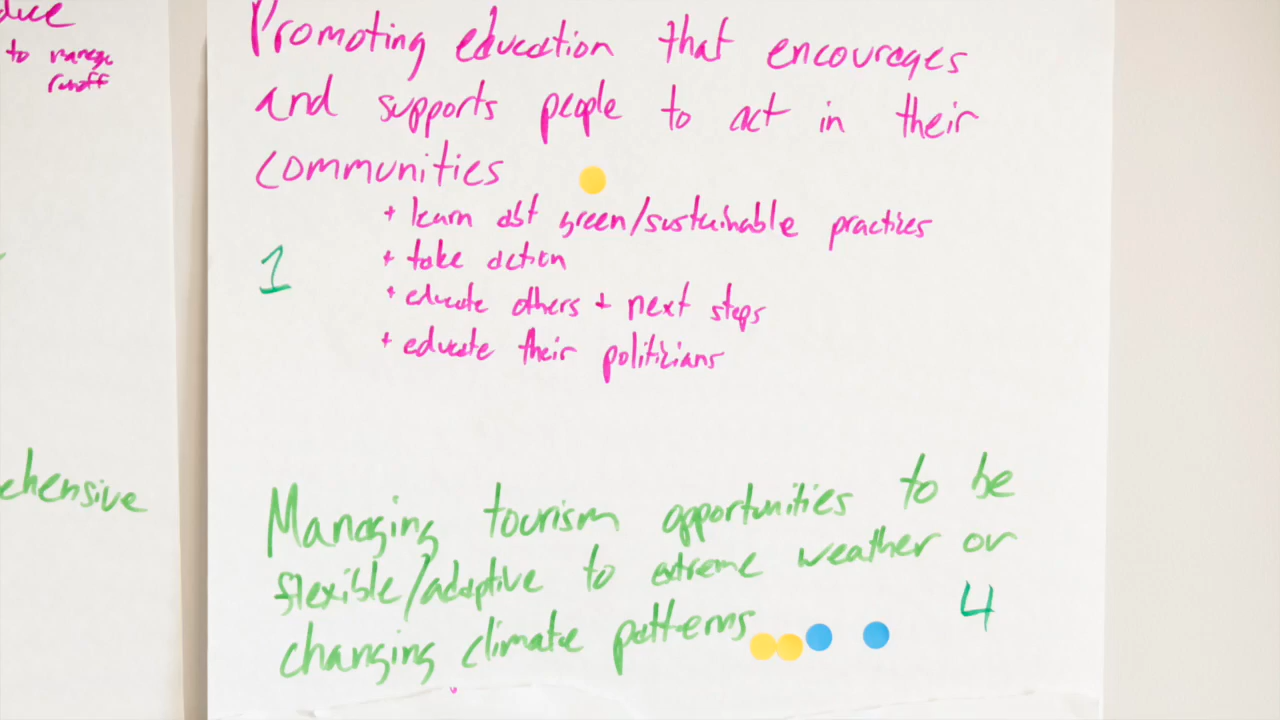 to manage
runoff
Promoting education that encourages
and supports people to act in their
communities
+ learn abt green/sustainable practices
1
+ take action
+ educate others + next steps
+ educate their politicians
ehensive
Managing tourism opportunities to be
flexible/adaptive to extreme weather or
changing climate patterns
4